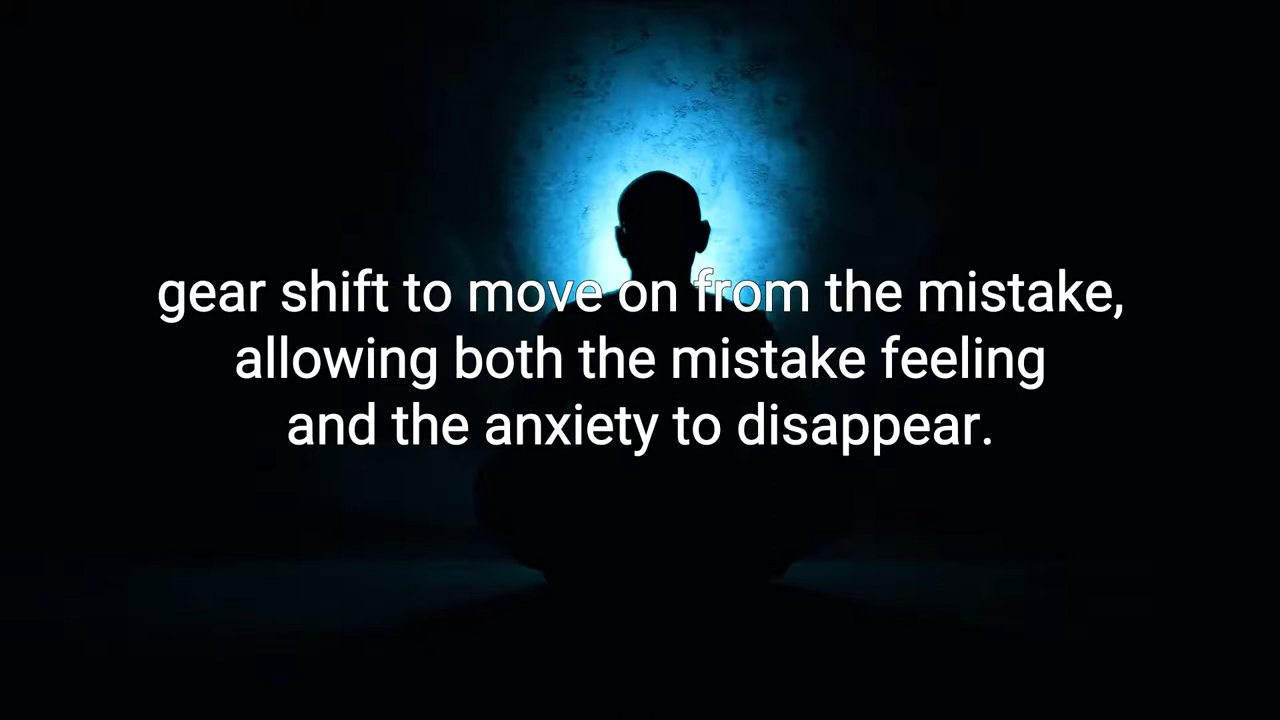 gear shift to move on from the mistake,
allowing both the mistake feeling
and the anxiety to disappear.